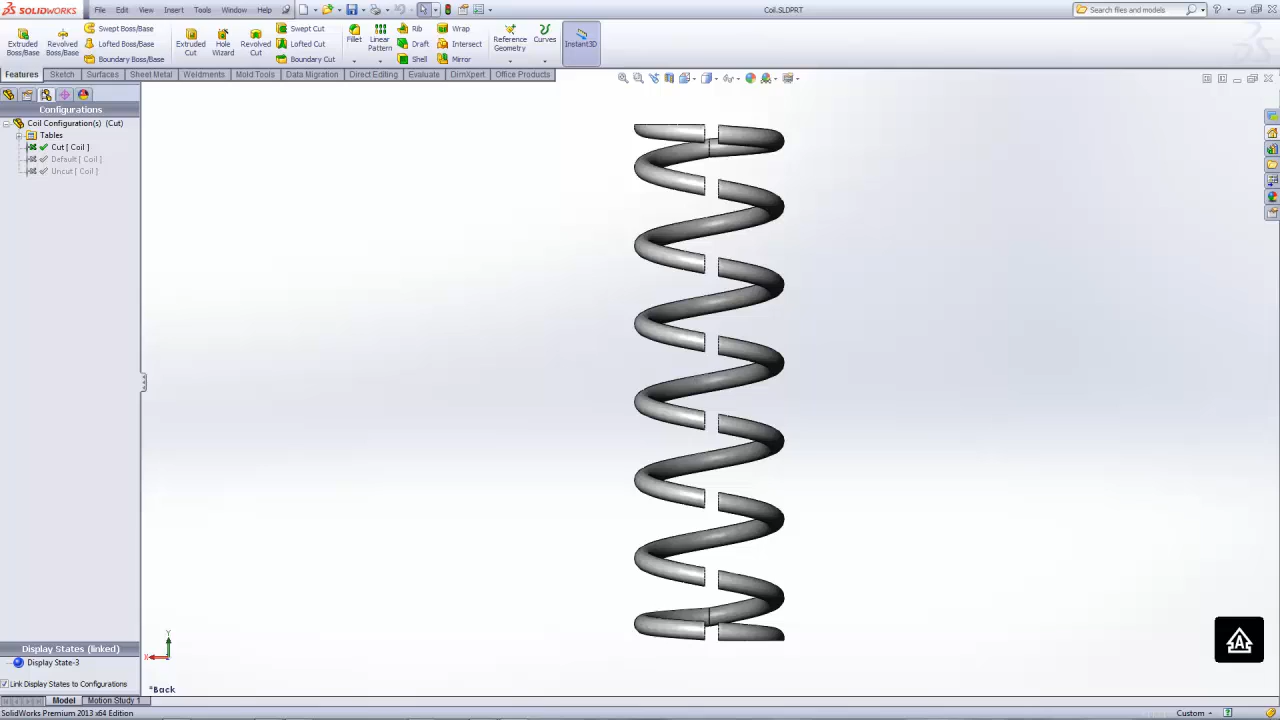 SOLIDWORKS File Edit View Insert Tools Window Help Coil.SLDPRT Search files and models
Extruded Boss/Base
Revolved Boss/Base
Swept Boss/Base
Lofted Boss/Base
Boundary Boss/Base
Extruded Cut
Hole Wizard
Revolved Cut
Swept Cut
Lofted Cut
Boundary Cut
Fillet
Linear Pattern
Rib
Draft
Shell
Wrap
Intersect
Mirror
Reference Geometry
Curves
Instant3D
Features Sketch Surfaces Sheet Metal Weldments Mold Tools Data Migration Direct Editing Evaluate DimXpert Office Products
Configurations
Coil Configuration(s) (Cut)
Tables
Cut [ Coil ]
Default [ Coil ]
Uncut [ Coil ]
Display States (linked)
Display State-3
Link Display States to Configurations
Y
X
*Back
A
Model Motion Study 1
SolidWorks Premium 2013 x64 Edition Custom